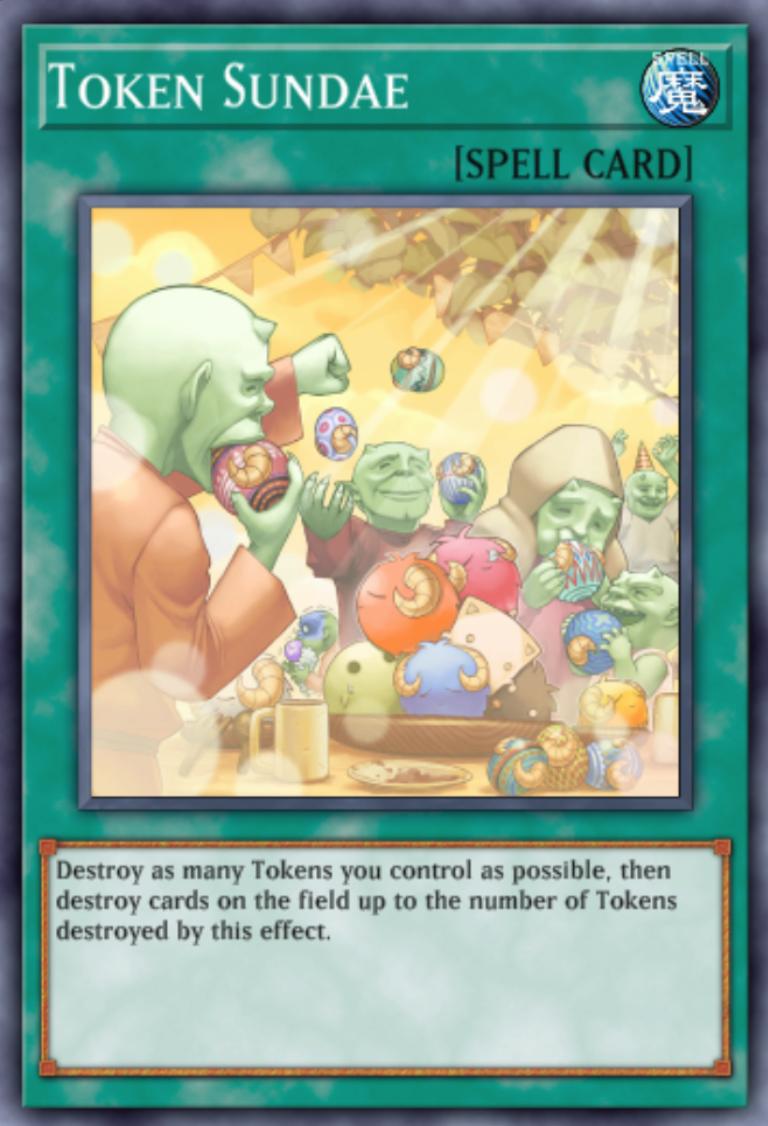 Token Sundae
SPELL
魔
[SPELL CARD]
Destroy as many Tokens you control as possible, then
destroy cards on the field up to the number of Tokens
destroyed by this effect.